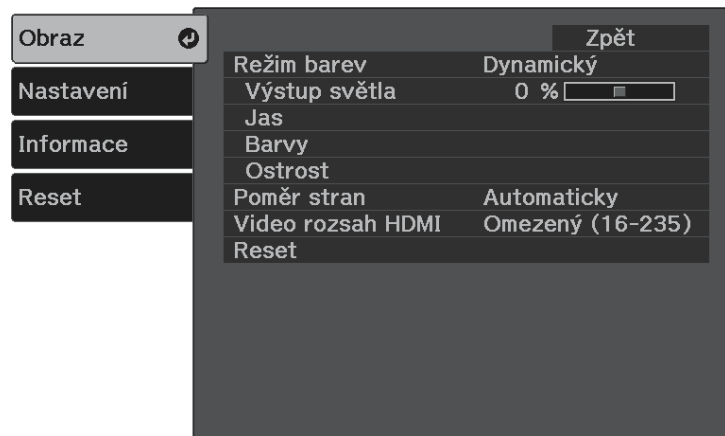 Obraz
Nastavení
Informace
Reset
Zpět
Režim barev Dynamický
Výstup světla 0 %
Jas
Barvy
Ostrost
Poměr stran Automaticky
Video rozsah HDMI Omezený (16-235)
Reset